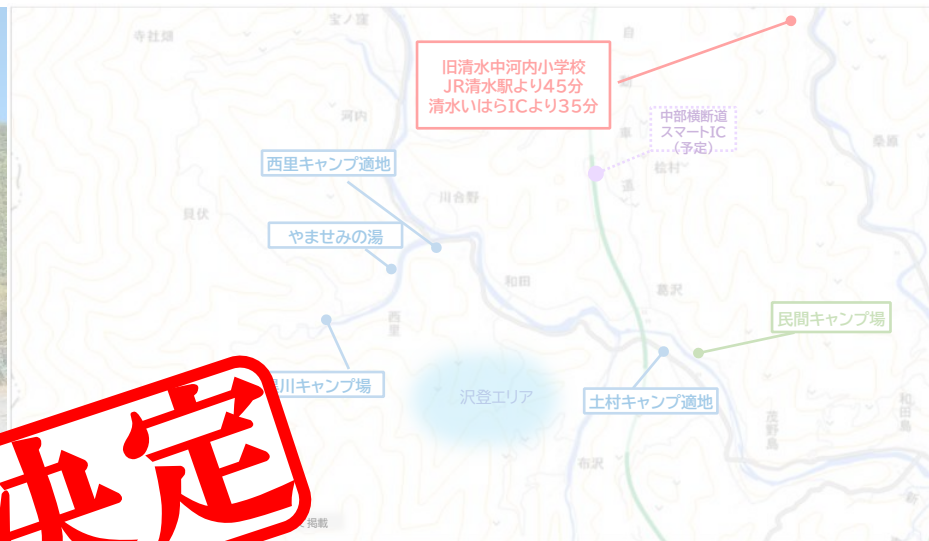 宝ノ窪
寺社畑
自
動
車
道
旧清水中河内小学校
JR清水駅より45分
清水いはらICより35分
河内
中部横断道
スマートIC
（予定）
桑原
桧村
西里キャンプ適地
川合野
貝伏
やませみの湯
和田
葛沢
西里
民間キャンプ場
川キャンプ場
沢登エリア
土村キャンプ適地
和田島
茂野島
布沢
決定
掲載